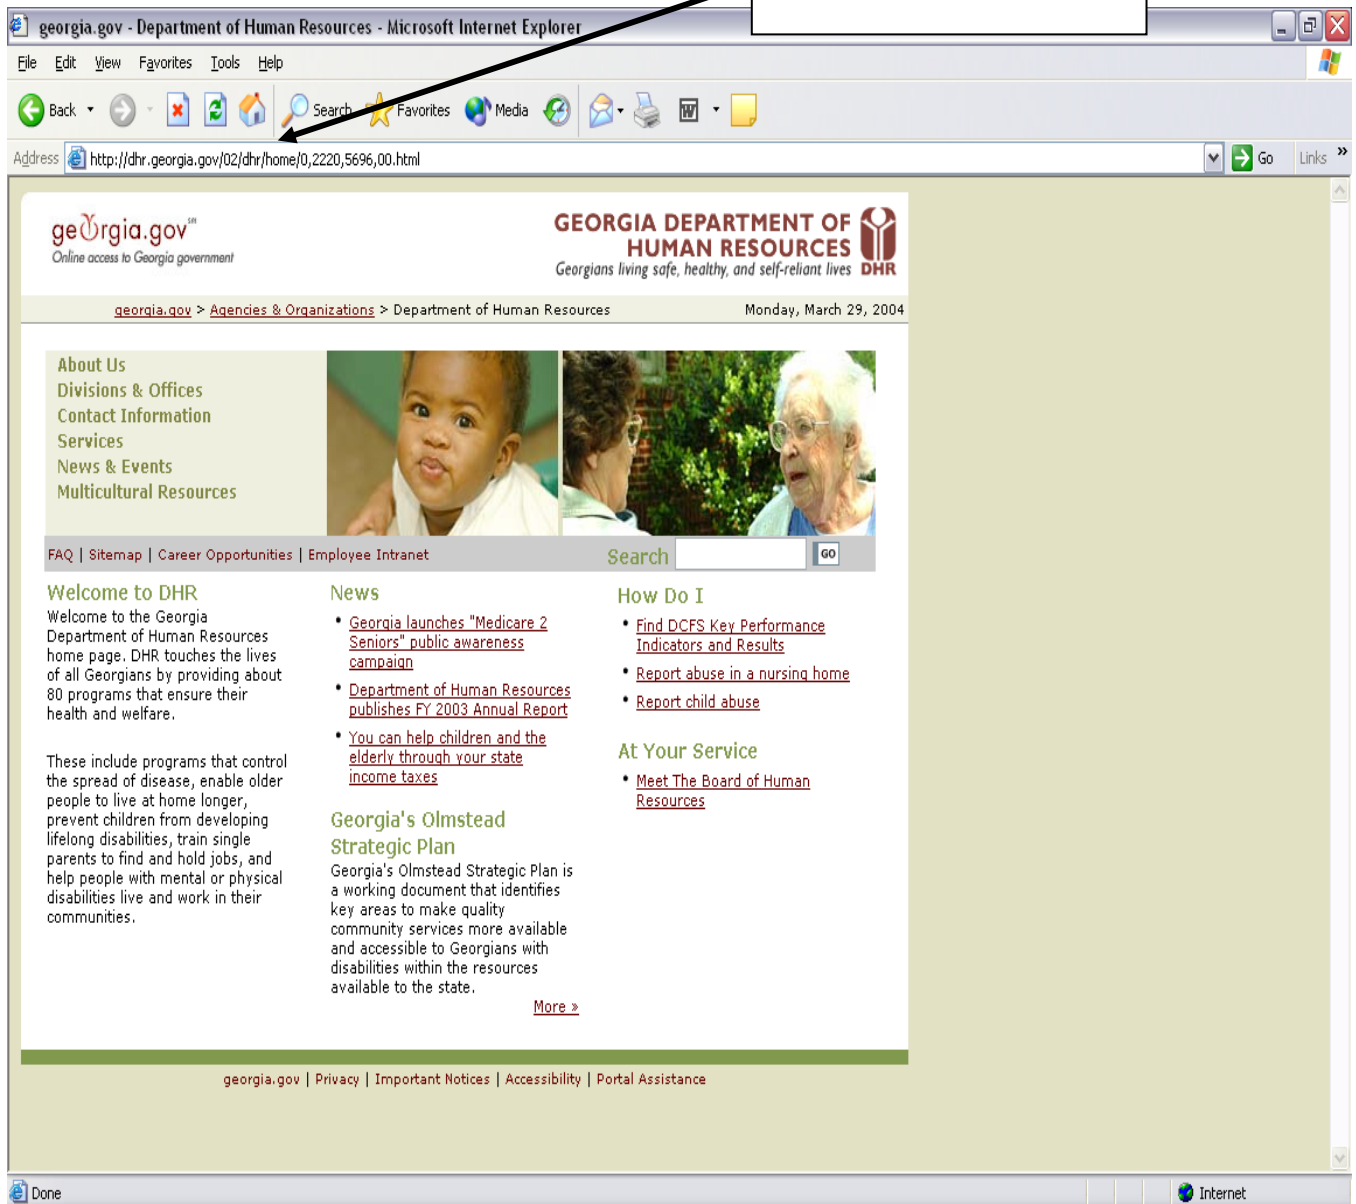 georgia.gov - Department of Human Resources - Microsoft Internet Explorer
File Edit View Favorites Tools Help
Back Search Favorites Media
Address http://dhr.georgia.gov/02/dhr/home/0,2220,5696,00.html Go Links »
georgia.gov℠
Online access to Georgia government
GEORGIA DEPARTMENT OF
HUMAN RESOURCES
Georgians living safe, healthy, and self-reliant lives DHR
georgia.gov > Agencies & Organizations > Department of Human Resources Monday, March 29, 2004
About Us
Divisions & Offices
Contact Information
Services
News & Events
Multicultural Resources
FAQ | Sitemap | Career Opportunities | Employee Intranet Search GO
Welcome to DHR
Welcome to the Georgia
Department of Human Resources
home page. DHR touches the lives
of all Georgians by providing about
80 programs that ensure their
health and welfare.
These include programs that control
the spread of disease, enable older
people to live at home longer,
prevent children from developing
lifelong disabilities, train single
parents to find and hold jobs, and
help people with mental or physical
disabilities live and work in their
communities.
News
• Georgia launches "Medicare 2
Seniors" public awareness
campaign
• Department of Human Resources
publishes FY 2003 Annual Report
• You can help children and the
elderly through your state
income taxes
Georgia's Olmstead
Strategic Plan
Georgia's Olmstead Strategic Plan is
a working document that identifies
key areas to make quality
community services more available
and accessible to Georgians with
disabilities within the resources
available to the state.
More »
How Do I
• Find DCFS Key Performance
Indicators and Results
• Report abuse in a nursing home
• Report child abuse
At Your Service
• Meet The Board of Human
Resources
georgia.gov | Privacy | Important Notices | Accessibility | Portal Assistance
Done Internet